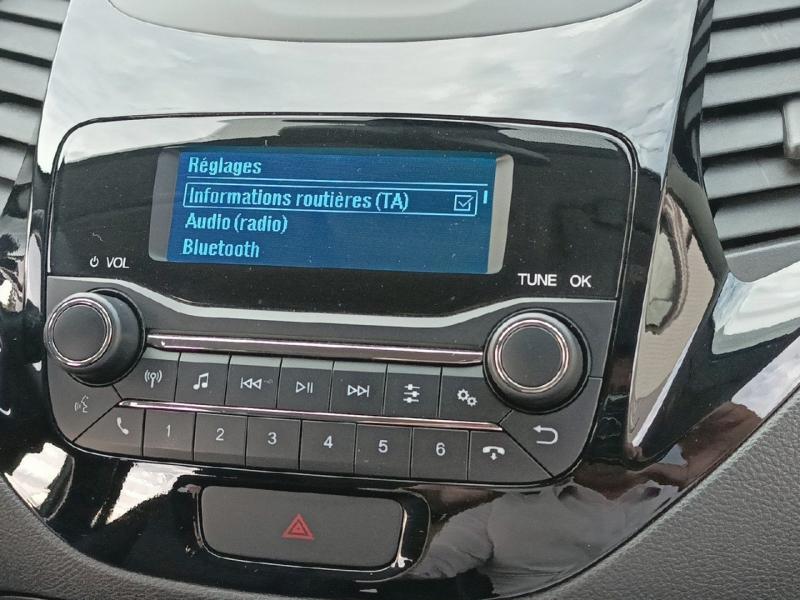 Réglages
Informations routières (TA)
Audio (radio)
Bluetooth
VOL
TUNE OK
1 2 3 4 5 6